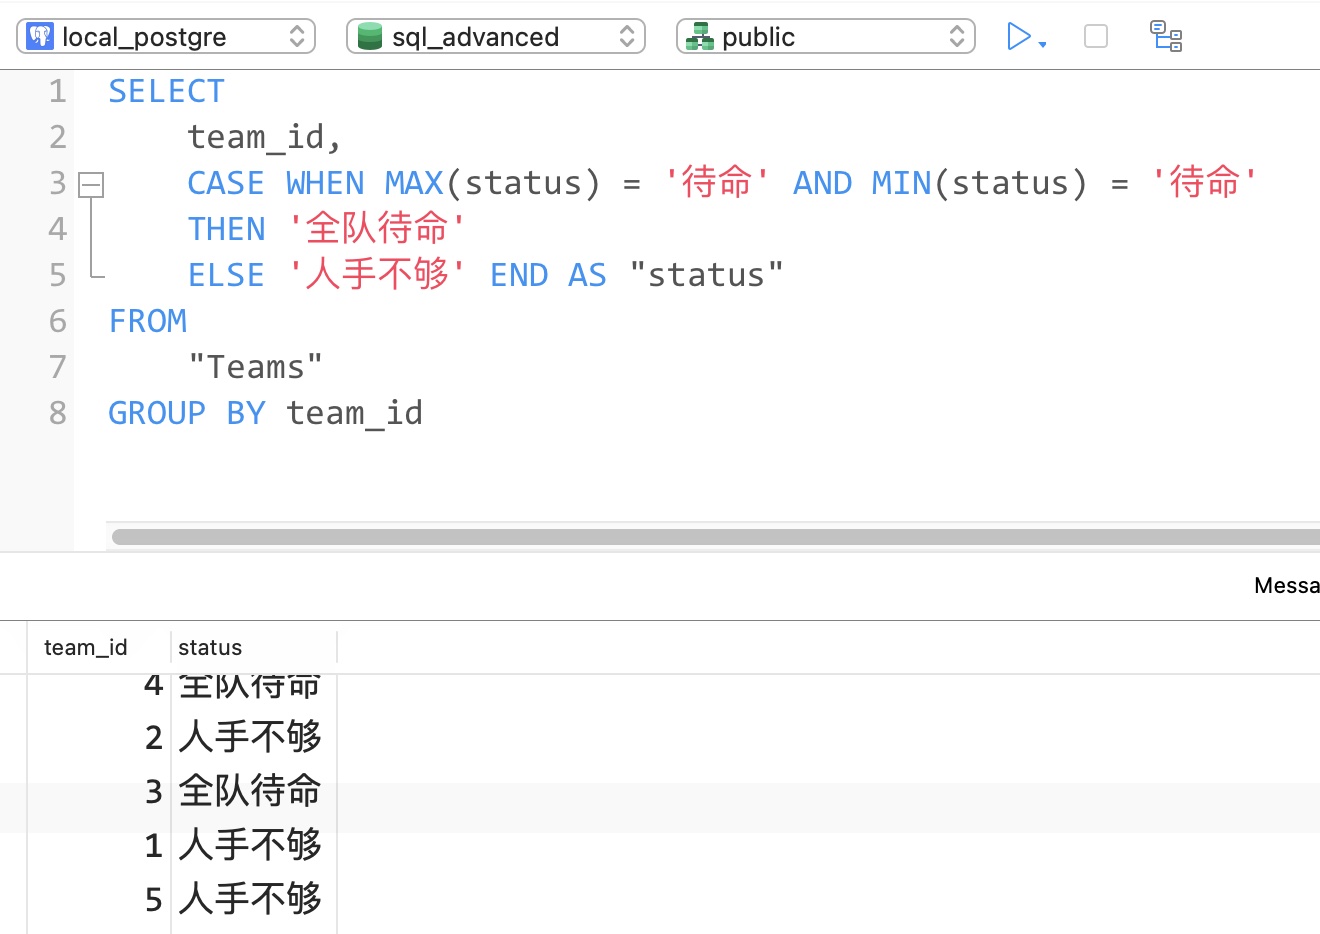 local_postgre sql_advanced public
1 SELECT
2 team_id,
3 CASE WHEN MAX(status) = '待命' AND MIN(status) = '待命'
4 THEN '全队待命'
5 ELSE '人手不够' END AS "status"
6 FROM
7 "Teams"
8 GROUP BY team_id
Messa
team_id status
4 全队待命
2 人手不够
3 全队待命
1 人手不够
5 人手不够